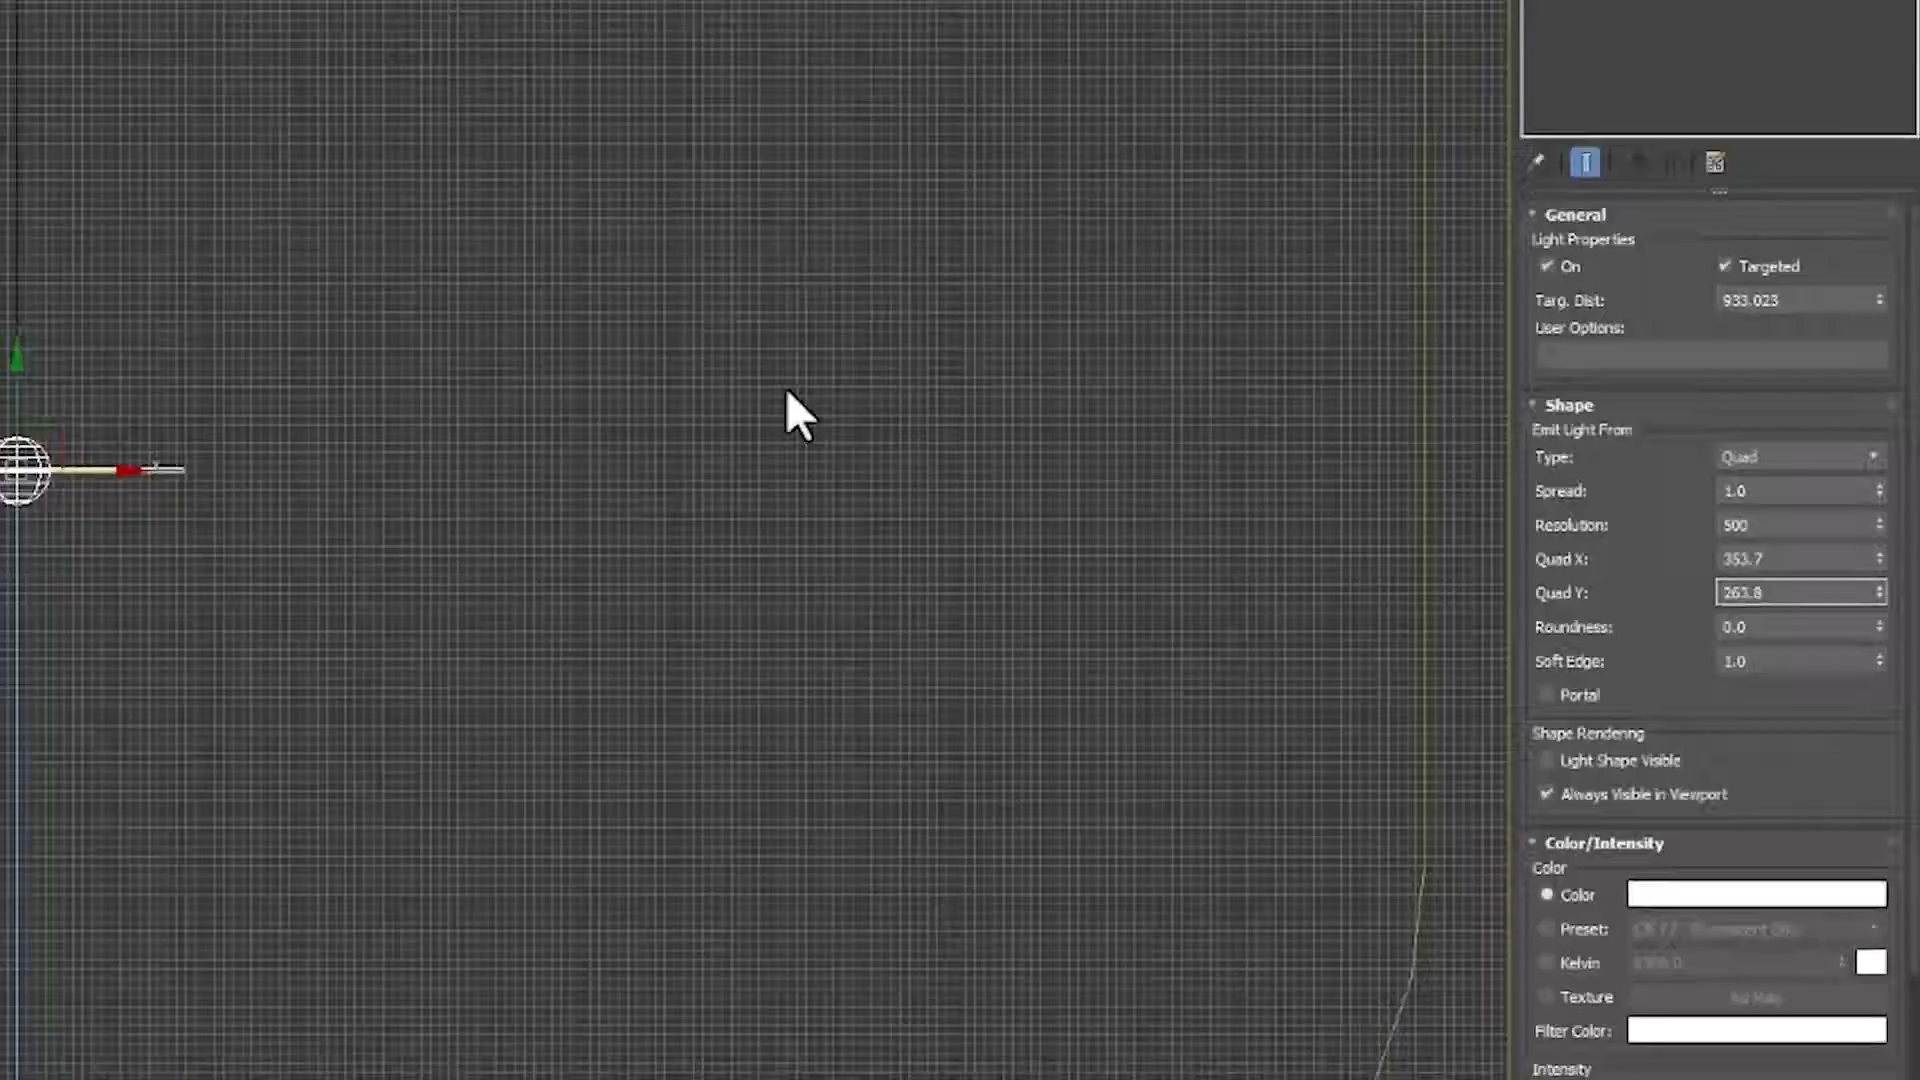 General
Light Properties
On
Targeted
Targ. Dist:
933.023
User Options:
Shape
Emit Light From
Type:
Quad
Spread:
1.0
Resolution:
500
Quad X:
353.7
Quad Y:
263.8
Roundness:
0.0
Soft Edge:
1.0
Portal
Shape Rendering
Light Shape Visible
Always Visible in Viewport
Color/Intensity
Color
Color
Preset:
Kelvin
Texture
No Map
Filter Color:
Intensity